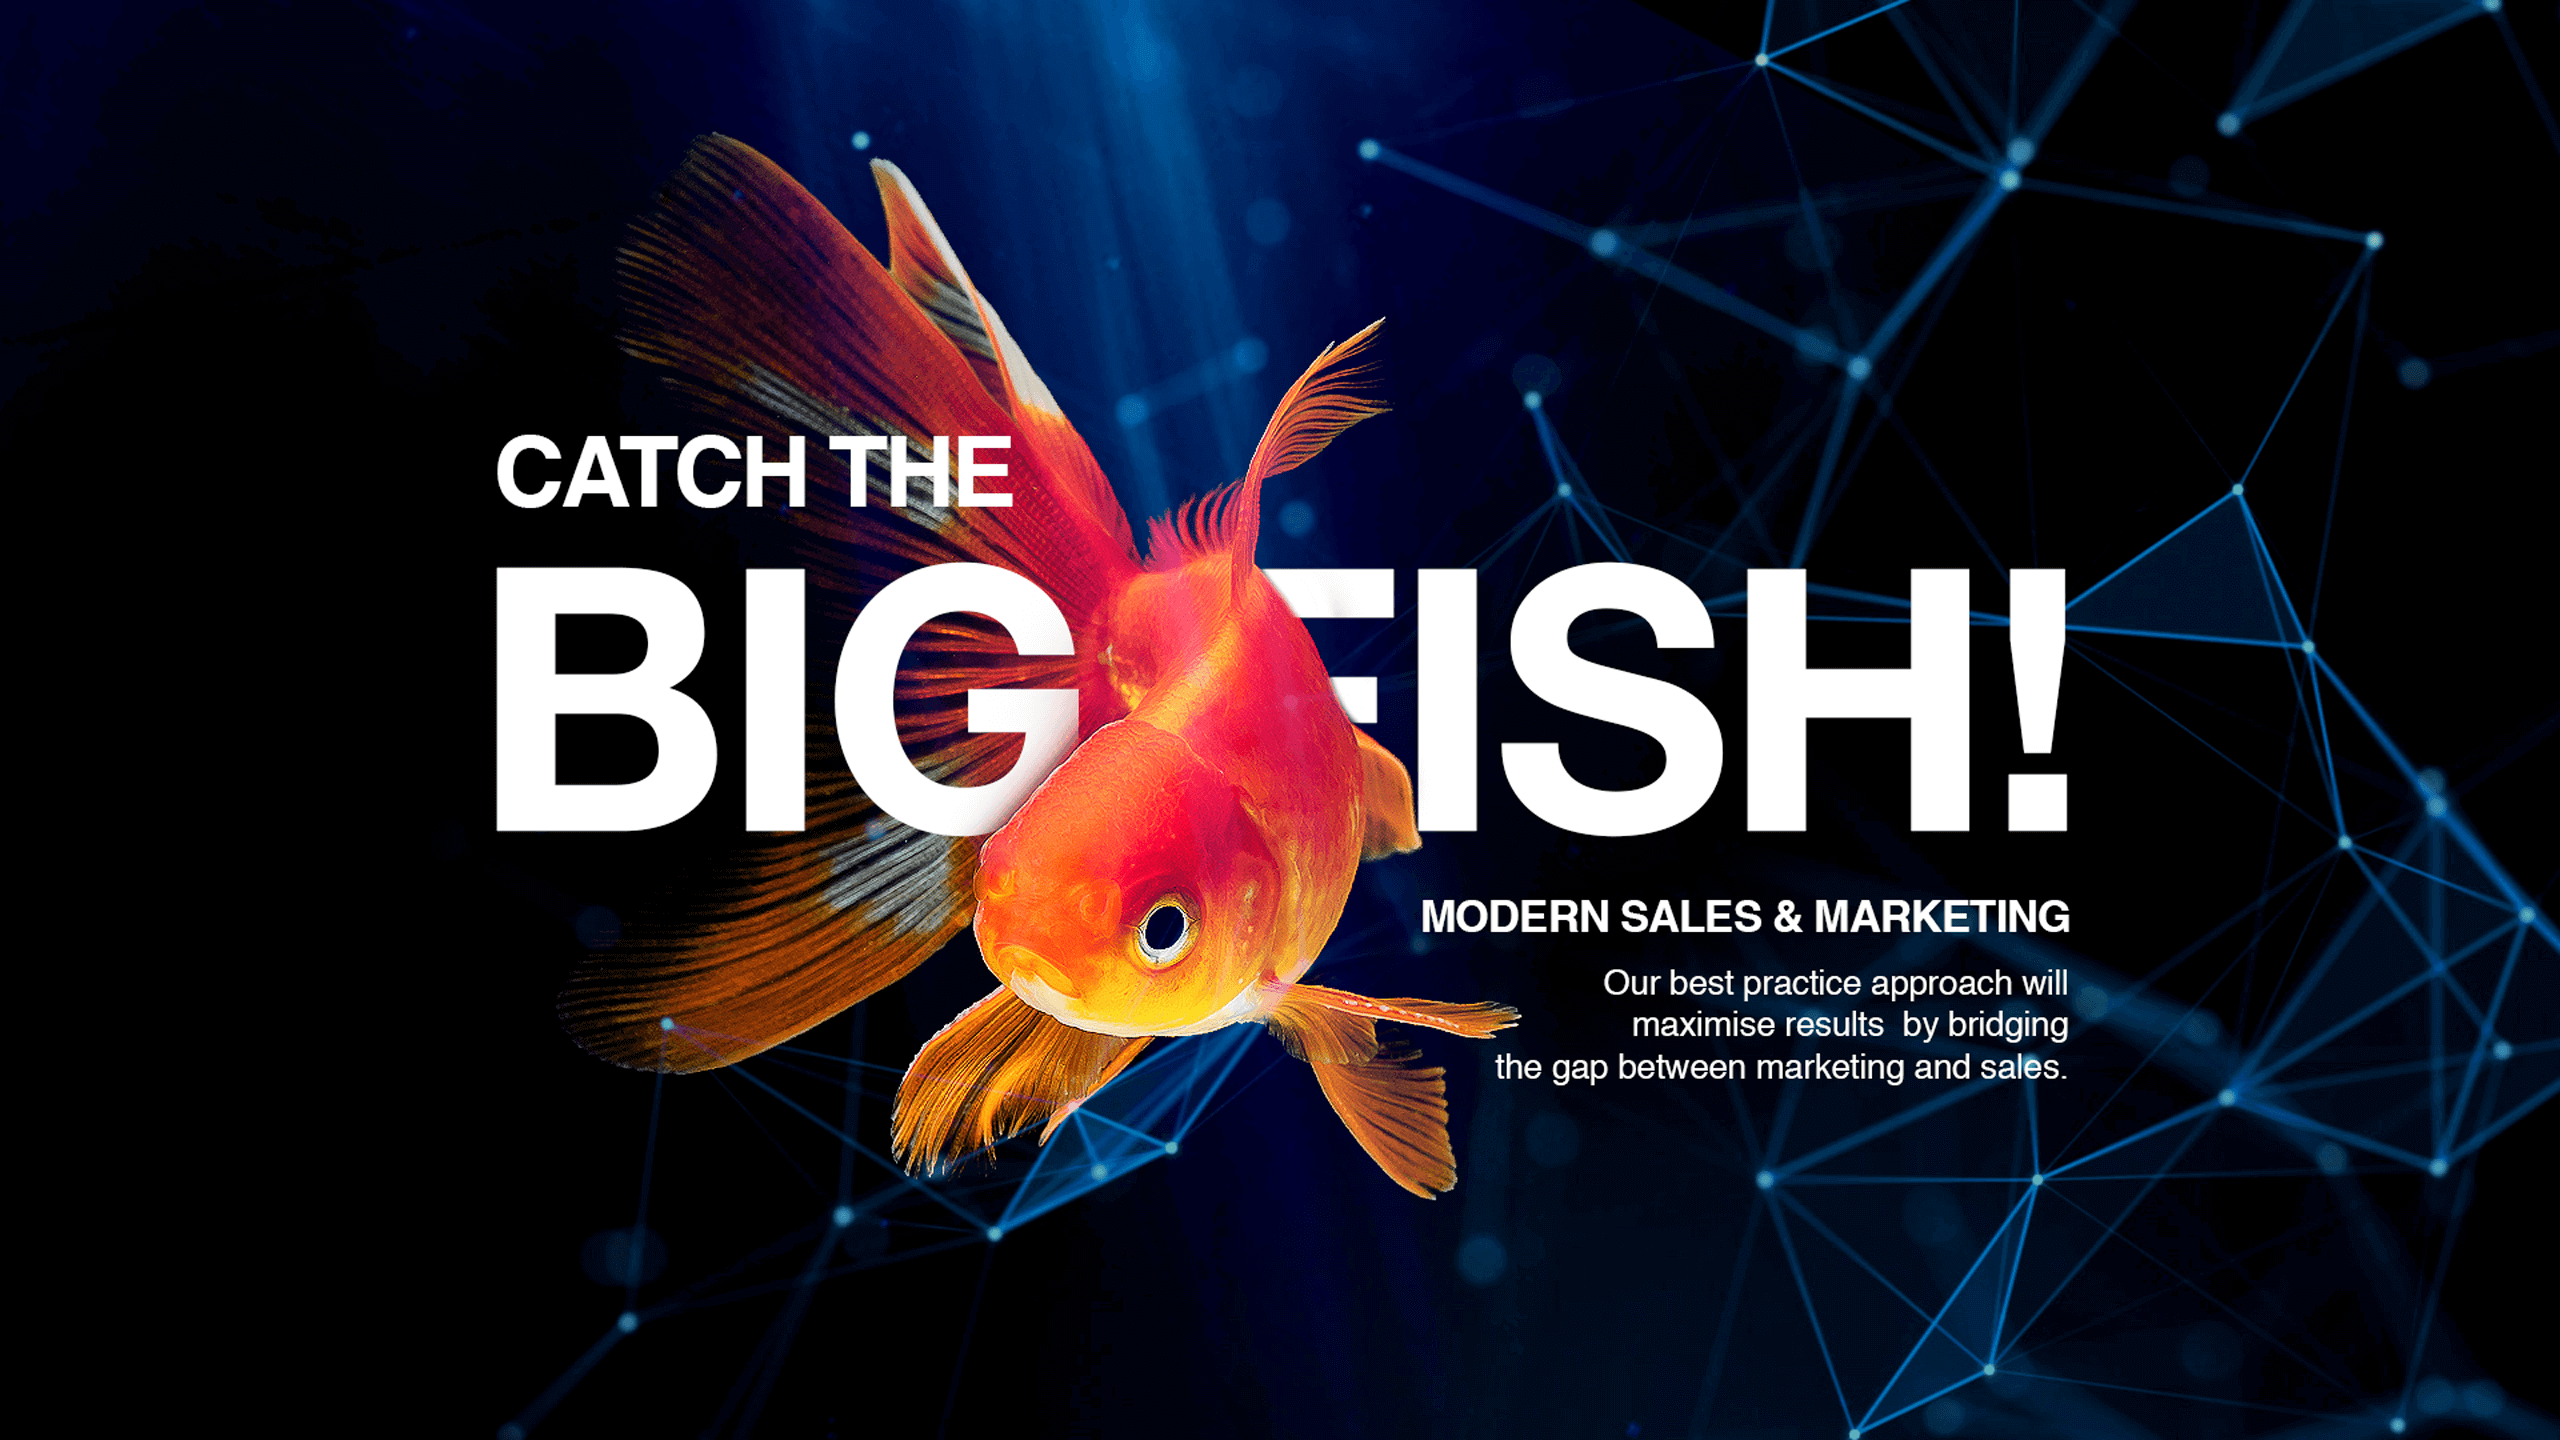 CATCH THE
BIG FISH!
MODERN SALES & MARKETING
Our best practice approach will
maximise results  by bridging
the gap between marketing and sales.